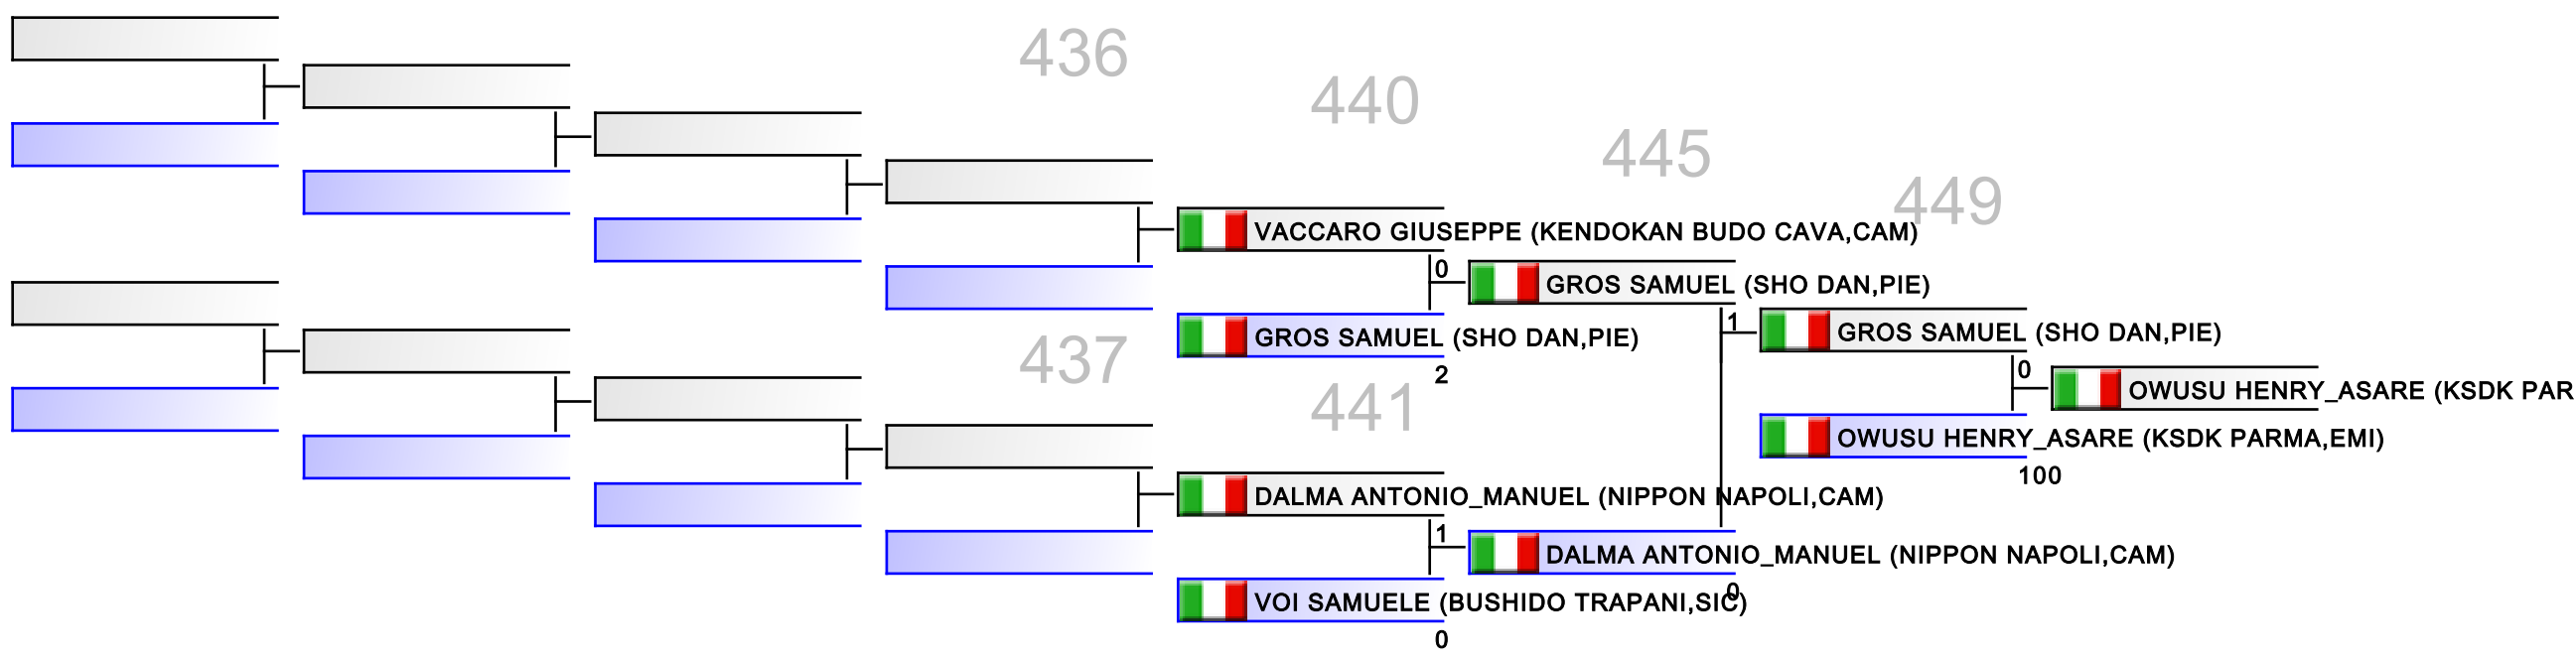 436
440
445
449
VACCARO GIUSEPPE (KENDOKAN BUDO CAVA,CAM)
0
GROS SAMUEL (SHO DAN,PIE)
1
GROS SAMUEL (SHO DAN,PIE)
GROS SAMUEL (SHO DAN,PIE)
2
437
0
OWUSU HENRY_ASARE (KSDK PAR
441
OWUSU HENRY_ASARE (KSDK PARMA,EMI)
100
DALMA ANTONIO_MANUEL (NIPPON NAPOLI,CAM)
1
DALMA ANTONIO_MANUEL (NIPPON NAPOLI,CAM)
0
VOI SAMUELE (BUSHIDO TRAPANI,SIC)
0